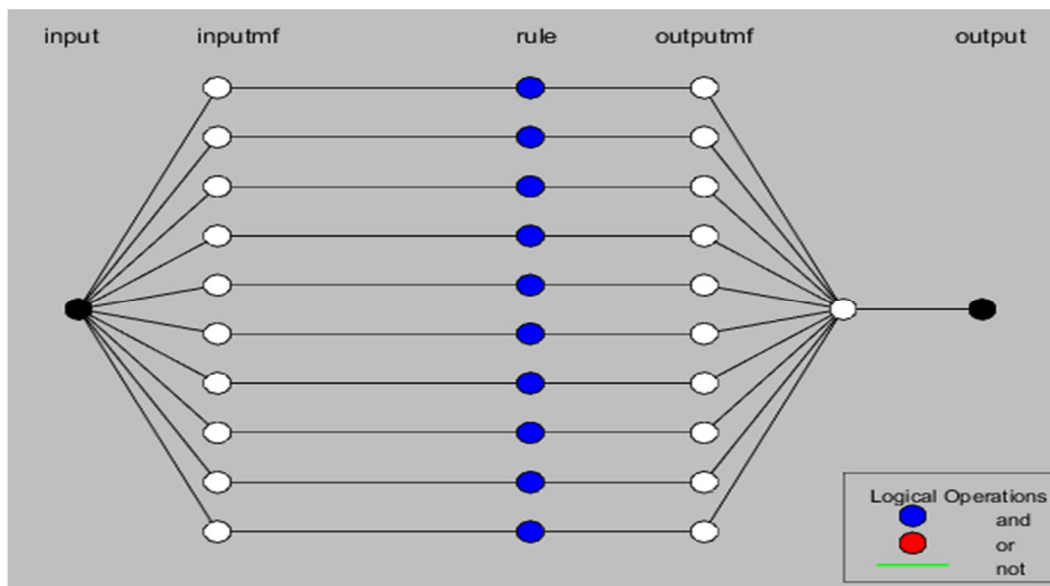 input inputmf rule outputmf output
Logical Operations
and
or
not